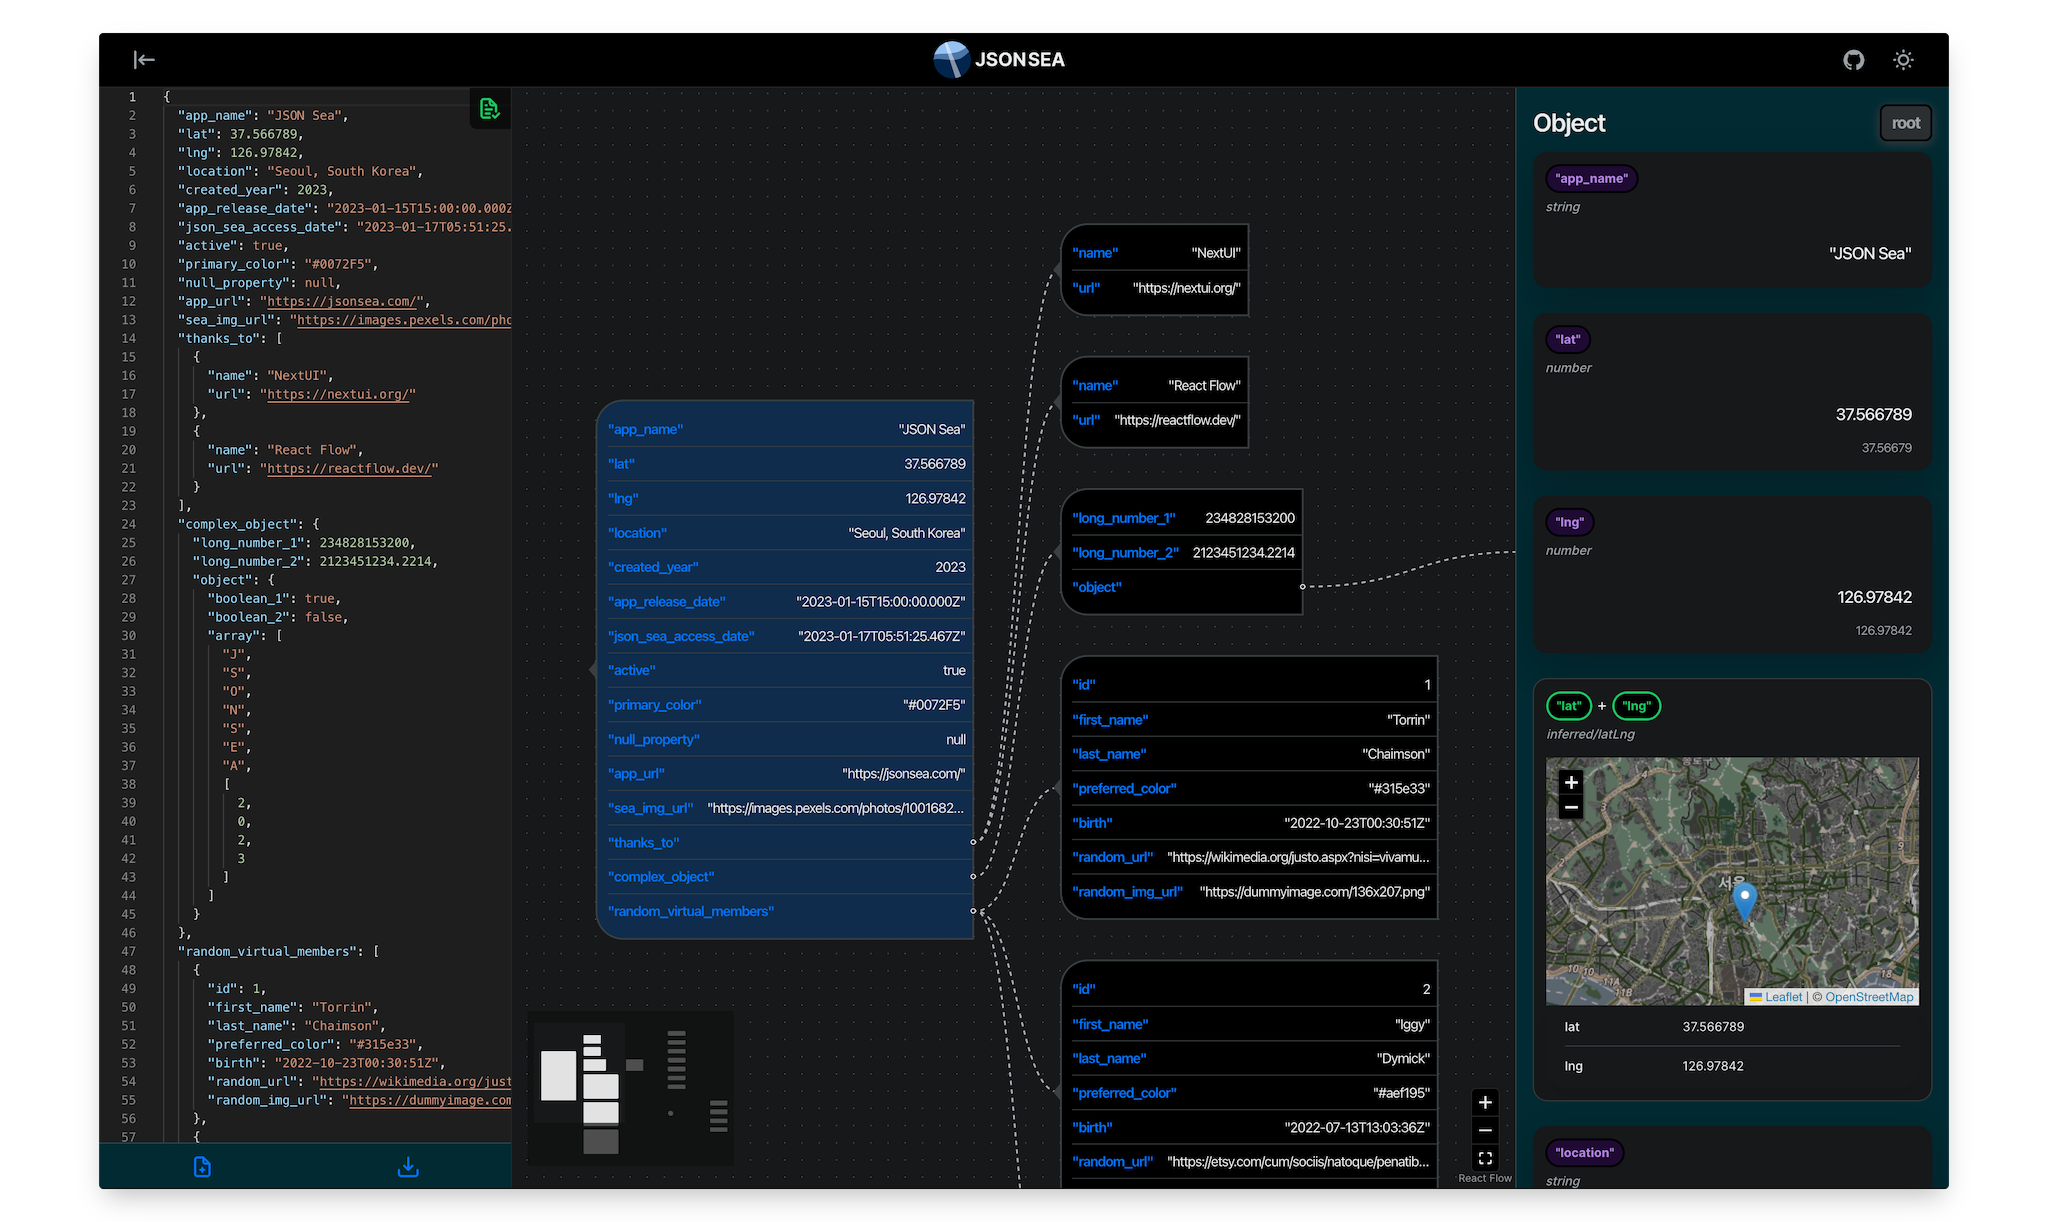 JSON SEA
1 {
2 "app_name": "JSON Sea",
3 "lat": 37.566789,
4 "lng": 126.97842,
5 "location": "Seoul, South Korea",
6 "created_year": 2023,
7 "app_release_date": "2023-01-15T15:00:00.000Z
8 "json_sea_access_date": "2023-01-17T05:51:25.
9 "active": true,
10 "primary_color": "#0072F5",
11 "null_property": null,
12 "app_url": "https://jsonsea.com/",
13 "sea_img_url": "https://images.pexels.com/pho
14 "thanks_to": [
15 {
16 "name": "NextUI",
17 "url": "https://nextui.org/"
18 },
19 {
20 "name": "React Flow",
21 "url": "https://reactflow.dev/"
22 }
23 ],
24 "complex_object": {
25 "long_number_1": 234828153200,
26 "long_number_2": 2123451234.2214,
27 "object": {
28 "boolean_1": true,
29 "boolean_2": false,
30 "array": [
31 "J",
32 "S",
33 "O",
34 "N",
35 "S",
36 "E",
37 "A",
38 [
39 2,
40 0,
41 2,
42 3
43 ]
44 ]
45 }
46 },
47 "random_virtual_members": [
48 {
49 "id": 1,
50 "first_name": "Torrin",
51 "last_name": "Chaimson",
52 "preferred_color": "#315e33",
53 "birth": "2022-10-23T00:30:51Z",
54 "random_url": "https://wikimedia.org/just
55 "random_img_url": "https://dummyimage.com
56 },
57 {
"app_name" "JSON Sea"
"lat" 37.566789
"lng" 126.97842
"location" "Seoul, South Korea"
"created_year" 2023
"app_release_date" "2023-01-15T15:00:00.000Z"
"json_sea_access_date" "2023-01-17T05:51:25.467Z"
"active" true
"primary_color" "#0072F5"
"null_property" null
"app_url" "https://jsonsea.com/"
"sea_img_url" "https://images.pexels.com/photos/1001682...
"thanks_to"
"complex_object"
"random_virtual_members"
"name" "NextUI"
"url" "https://nextui.org/"
"name" "React Flow"
"url" "https://reactflow.dev/"
"long_number_1" 234828153200
"long_number_2" 2123451234.2214
"object"
"id" 1
"first_name" "Torrin"
"last_name" "Chaimson"
"preferred_color" "#315e33"
"birth" "2022-10-23T00:30:51Z"
"random_url" "https://wikimedia.org/justo.aspx?nisi=vivamu...
"random_img_url" "https://dummyimage.com/136x207.png"
"id" 2
"first_name" "Iggy"
"last_name" "Dymick"
"preferred_color" "#aef195"
"birth" "2022-07-13T13:03:36Z"
"random_url" "https://etsy.com/cum/sociis/natoque/penatib...
React Flow
Object root
"app_name"
string
"JSON Sea"
"lat"
number
37.566789
37.56679
"lng"
number
126.97842
126.97842
"lat" + "lng"
inferred/latLng
+
−
서울
10 10
11A
11B
18
Leaflet | © OpenStreetMap
lat 37.566789
lng 126.97842
"location"
string